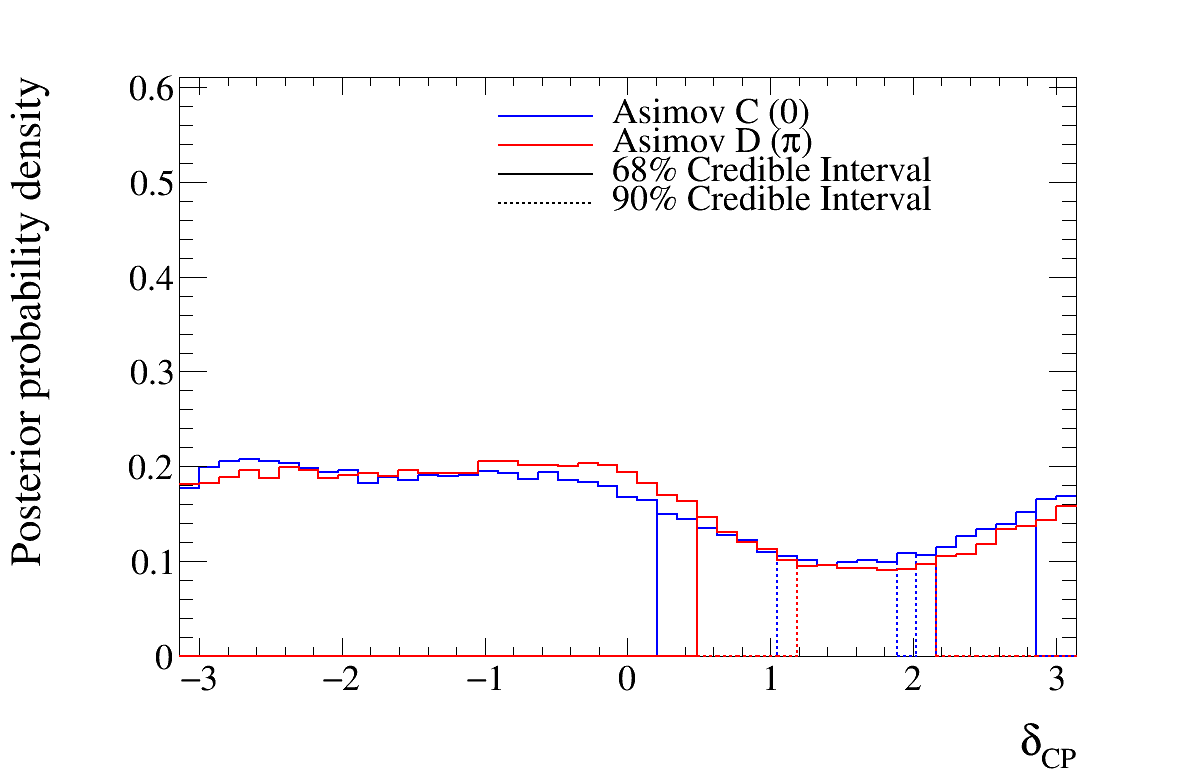 Posterior probability density
0.6
0.5
0.4
0.3
0.2
0.1
0
Asimov C (0)
Asimov D (π)
68% Credible Interval
90% Credible Interval
−3 −2 −1 0 1 2 3
δCP